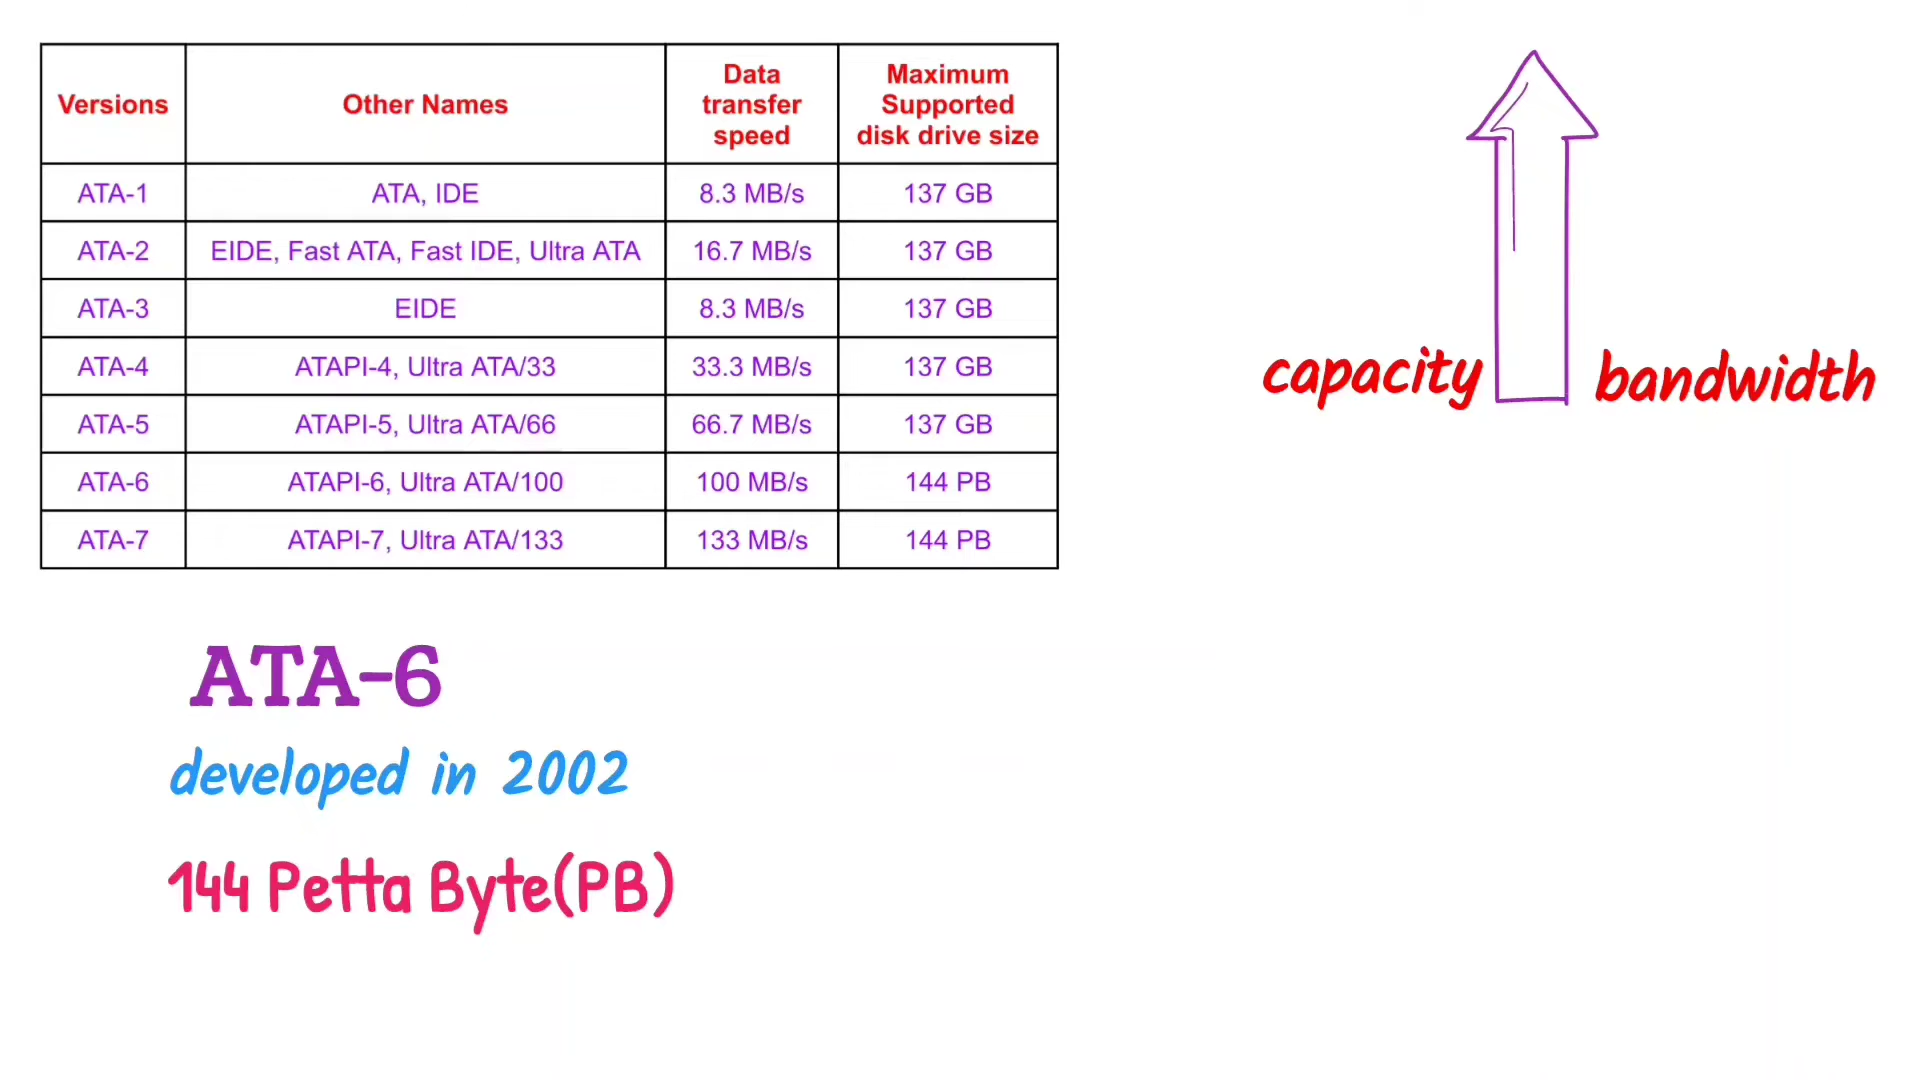 Versions Other Names Data transfer speed Maximum Supported disk drive size
ATA-1 ATA, IDE 8.3 MB/s 137 GB
ATA-2 EIDE, Fast ATA, Fast IDE, Ultra ATA 16.7 MB/s 137 GB
ATA-3 EIDE 8.3 MB/s 137 GB
ATA-4 ATAPI-4, Ultra ATA/33 33.3 MB/s 137 GB
ATA-5 ATAPI-5, Ultra ATA/66 66.7 MB/s 137 GB
ATA-6 ATAPI-6, Ultra ATA/100 100 MB/s 144 PB
ATA-7 ATAPI-7, Ultra ATA/133 133 MB/s 144 PB
capacity bandwidth
ATA-6
developed in 2002
144 Petta Byte(PB)